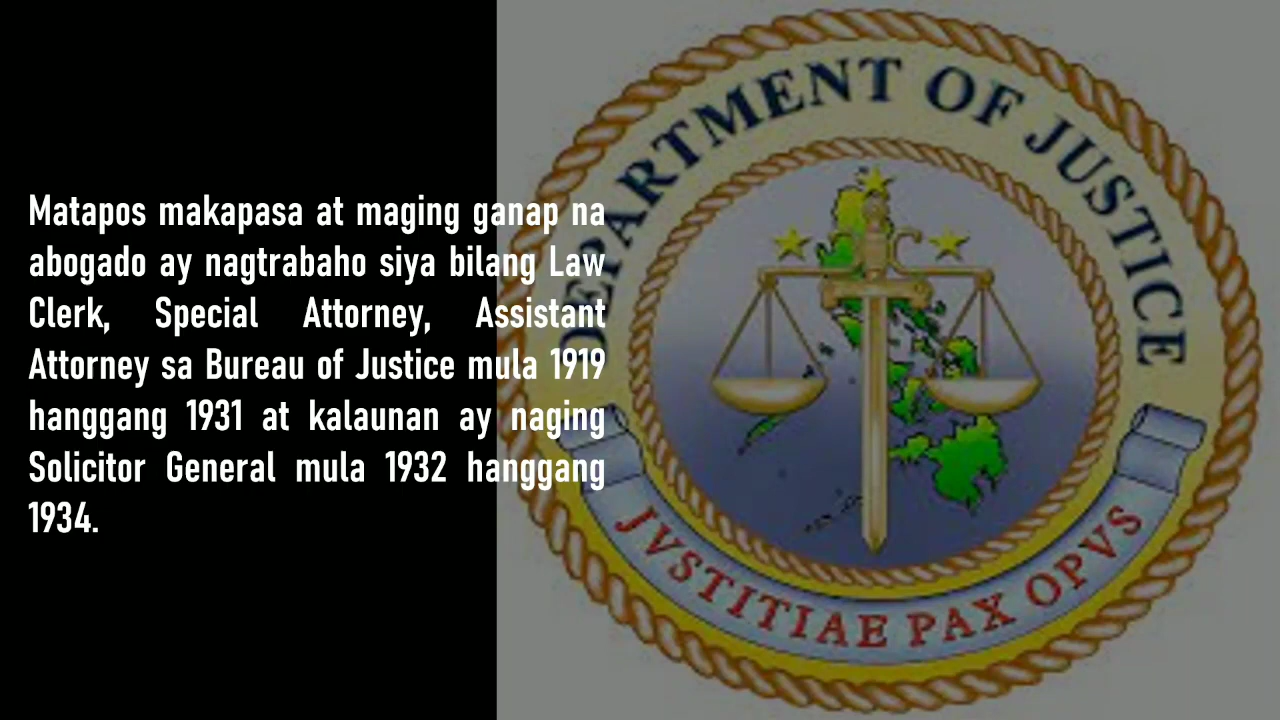 Matapos makapasa at maging ganap na
abogado ay nagtrabaho siya bilang Law
Clerk, Special Attorney, Assistant
Attorney sa Bureau of Justice mula 1919
hanggang 1931 at kalaunan ay naging
Solicitor General mula 1932 hanggang
1934.
DEPARTMENT OF JUSTICE
JVSTITIAE PAX OPVS